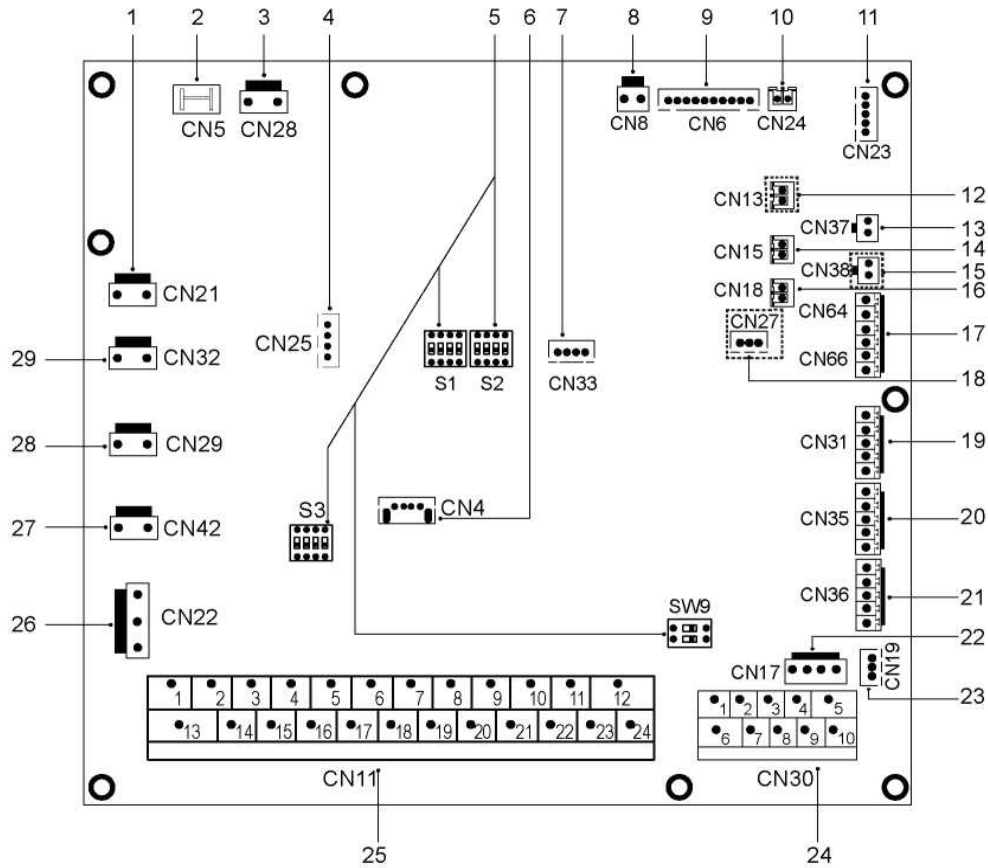 1 2 3 4 5 6 7 8 9 10 11
CN5 CN28 CN8 CN6 CN24 CN23
CN13 12
CN37 13
CN15 14
CN38 15
CN18 16
CN21 CN64
CN27 17
29 CN32 CN25 CN66
S1 S2 CN33 18
28 CN29 CN31 19
S3 CN4
27 CN42 CN35 20
CN36 21
26 CN22 SW9
22
CN17 CN19
23
1 2 3 4 5 6 7 8 9 10 11 12
13 14 15 16 17 18 19 20 21 22 23 24
1 2 3 4 5
6 7 8 9 10
CN11 CN30
25 24